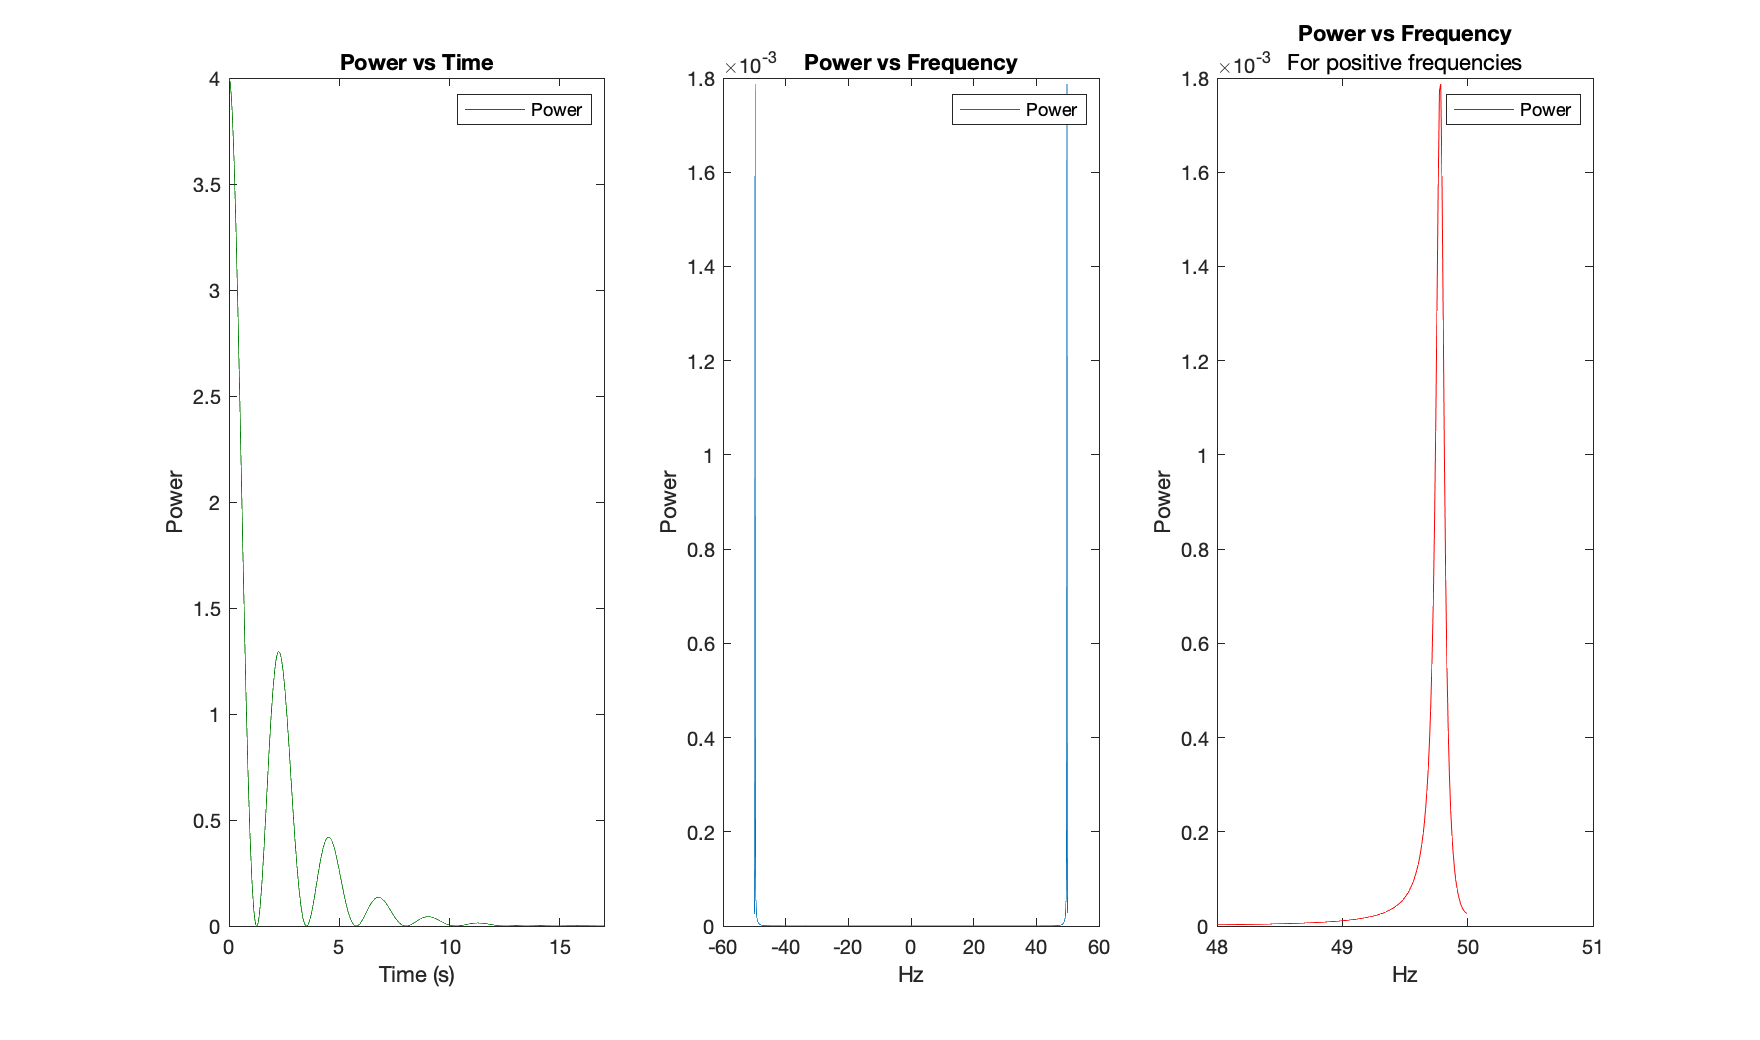 Power vs Time
4
3.5
3
2.5
2
1.5
1
0.5
0
0 5 10 15
Time (s)
Power
Power
Power vs Frequency
×10-3
1.8
1.6
1.4
1.2
1
0.8
0.6
0.4
0.2
0
-60 -40 -20 0 20 40 60
Hz
Power
Power
Power vs Frequency
For positive frequencies
×10-3
1.8
1.6
1.4
1.2
1
0.8
0.6
0.4
0.2
0
48 49 50 51
Hz
Power
Power